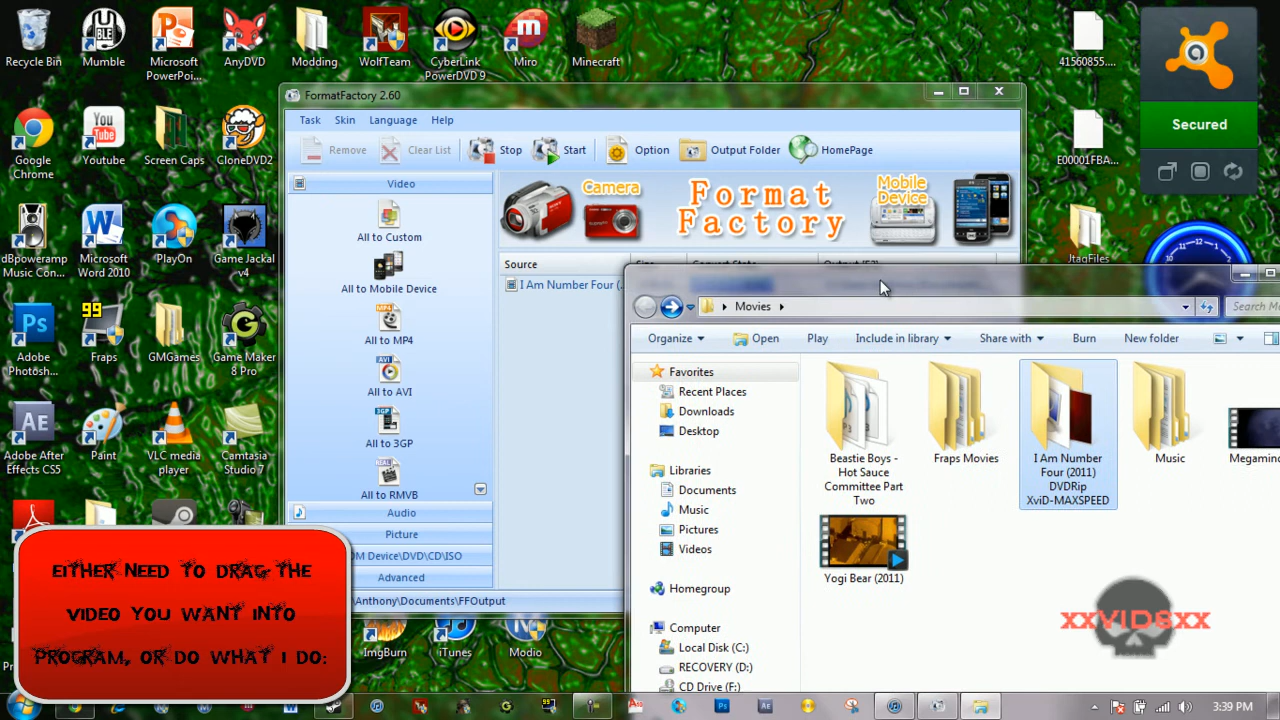 Recycle Bin
Mumble
Microsoft PowerPoi...
AnyDVD
Modding
WolfTeam
CyberLink PowerDVD 9
Miro
Minecraft
41560855....
Secured
Google Chrome
You Tube
Youtube
Screen Caps
CloneDVD2
E00001FBA...
dBpoweramp Music Con...
Microsoft Word 2010
PlayOn
Game Jackal v4
JtagFiles
Adobe Photosh...
99
Fraps
GMGames
Game Maker 8 Pro
Adobe After Effects CS5
Paint
VLC media player
Camtasia Studio 7
FormatFactory 2.60
Task Skin Language Help
Remove Clear List Stop Start Option Output Folder HomePage
Video
All to Custom
All to Mobile Device
All to MP4
All to AVI
All to 3GP
All to RMVB
Audio
Picture
OM Device\DVD\CD\ISO
Advanced
Anthony\Documents\FFOutput
Camera
Format Factory
Mobile Device
Source
I Am Number Four (.
Movies
Search Mo
Organize Open Play Include in library Share with Burn New folder
Favorites
Recent Places
Downloads
Desktop
Libraries
Documents
Music
Pictures
Videos
Homegroup
Computer
Local Disk (C:)
RECOVERY (D:)
CD Drive (F:)
Beastie Boys - Hot Sauce Committee Part Two
Fraps Movies
I Am Number Four (2011) DVDRip XviD-MAXSPEED
Music
Megamind
Yogi Bear (2011)
EITHER NEED TO DRAG THE
VIDEO YOU WANT INTO
PROGRAM, OR DO WHAT I DO:
ImgBurn
iTunes
Modio
xxVIDSxx
3:39 PM